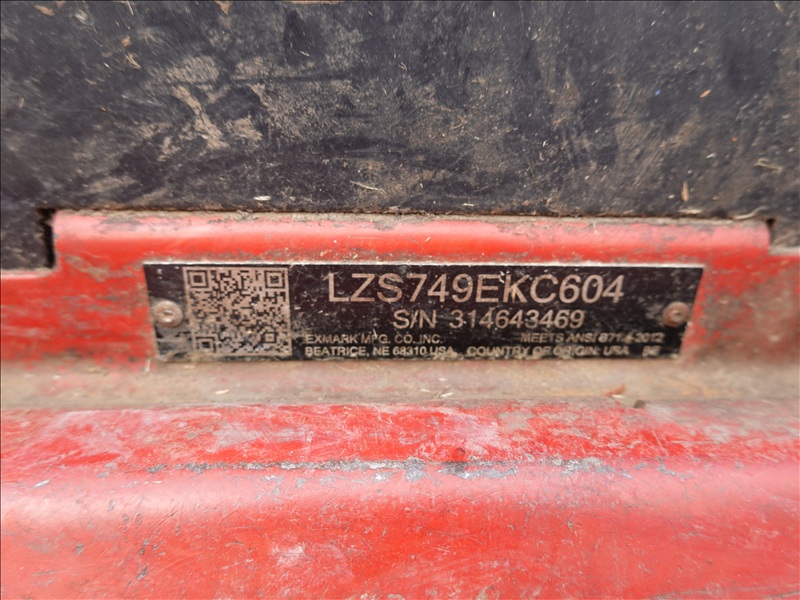 LZS749EKC604
S/N 314643469
EXMARK MFG. CO. INC. MEETS ANSI B71.4-2012
BEATRICE, NE 68310 USA COUNTRY OF ORIGIN: USA